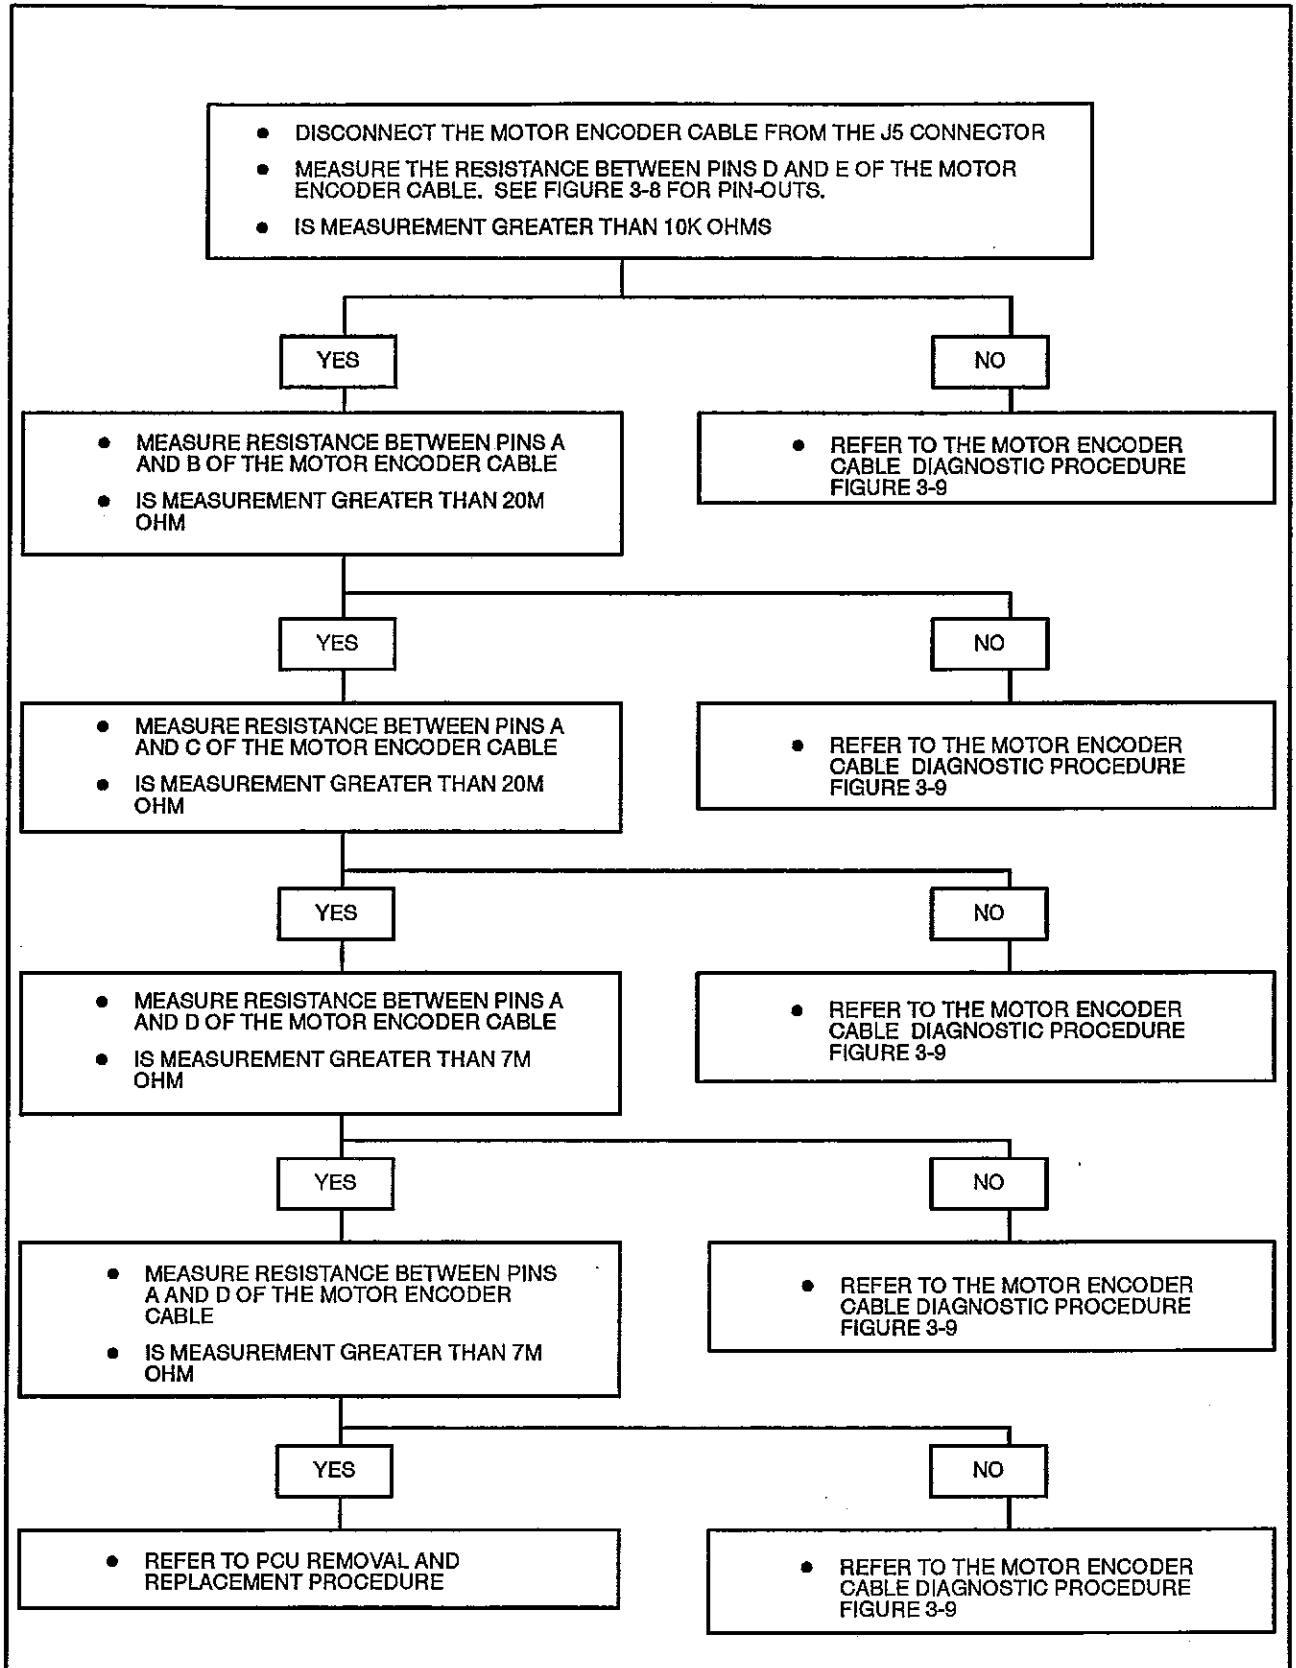 • DISCONNECT THE MOTOR ENCODER CABLE FROM THE J5 CONNECTOR
• MEASURE THE RESISTANCE BETWEEN PINS D AND E OF THE MOTOR
ENCODER CABLE. SEE FIGURE 3-8 FOR PIN-OUTS.
• IS MEASUREMENT GREATER THAN 10K OHMS
YES
NO
• MEASURE RESISTANCE BETWEEN PINS A
AND B OF THE MOTOR ENCODER CABLE
• IS MEASUREMENT GREATER THAN 20M
OHM
• REFER TO THE MOTOR ENCODER
CABLE DIAGNOSTIC PROCEDURE
FIGURE 3-9
YES
NO
• MEASURE RESISTANCE BETWEEN PINS A
AND C OF THE MOTOR ENCODER CABLE
• IS MEASUREMENT GREATER THAN 20M
OHM
• REFER TO THE MOTOR ENCODER
CABLE DIAGNOSTIC PROCEDURE
FIGURE 3-9
YES
NO
• MEASURE RESISTANCE BETWEEN PINS A
AND D OF THE MOTOR ENCODER CABLE
• IS MEASUREMENT GREATER THAN 7M
OHM
• REFER TO THE MOTOR ENCODER
CABLE DIAGNOSTIC PROCEDURE
FIGURE 3-9
YES
NO
• MEASURE RESISTANCE BETWEEN PINS
A AND D OF THE MOTOR ENCODER
CABLE
• IS MEASUREMENT GREATER THAN 7M
OHM
• REFER TO THE MOTOR ENCODER
CABLE DIAGNOSTIC PROCEDURE
FIGURE 3-9
YES
NO
• REFER TO PCU REMOVAL AND
REPLACEMENT PROCEDURE
• REFER TO THE MOTOR ENCODER
CABLE DIAGNOSTIC PROCEDURE
FIGURE 3-9